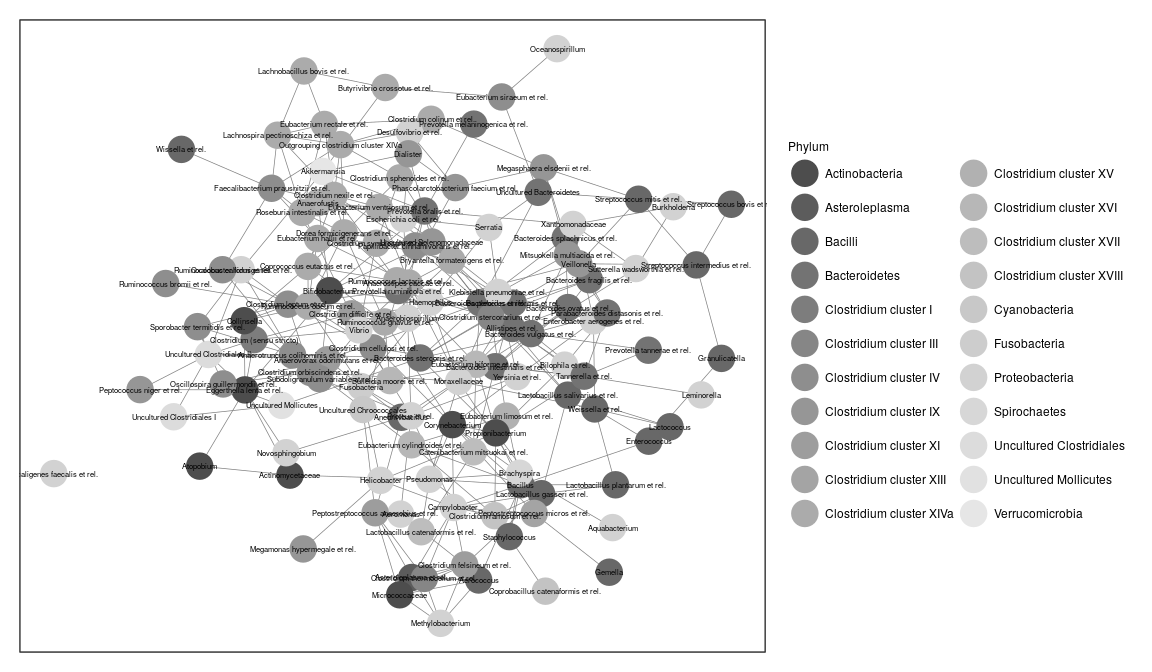 Oceanospirillum
Lachnobacillus bovis et rel.
Butyrivibrio crossotus et rel.
Eubacterium siraeum et rel.
Clostridium colinum et rel.
Prevotella melaninogenica et rel.
Eubacterium rectale et rel.
Desulfovibrio et rel.
Lachnospira pectinoschiza et rel.
Outgrouping clostridium cluster XIVa
Wissella et rel.
Dialister
Megasphaera elsdenii et rel.
Akkermansia
Clostridium sphenoides et rel.
Faecalibacterium prausnitzii et rel.
Phascolarctobacterium faecium et rel.
Uncultured Bacteroidetes
Clostridium nexile et rel.
Streptococcus mitis et rel.
Anaerofustis
Streptococcus bovis et r
Burkholderia
Eubacterium ventriosum et rel.
Prevotella oralis et rel.
Roseburia intestinalis et rel.
Escherichia coli et rel.
Serratia
Xanthomonadaceae
Dorea formicigenerans et rel.
Eubacterium hallii et rel.
Bacteroides splachnicus et rel.
Mitsuokella multiacida et rel.
Bryantella formatexigens et rel.
Coprococcus eutactus et rel.
Veillonella
Streptococcus intermedius et rel.
Sutterella wadsworthia et rel.
Ruminococcus bromii et rel.
Bacteroides fragilis et rel.
Bifidobacterium
Prevotella ruminicola et rel.
Klebsiella pneumoniae et rel.
Haemophilus
Bacteroides ovatus et rel.
Parabacteroides distasonis et rel.
Clostridium difficile et rel.
Anaerobiospirillum
Clostridium stercorarium et rel.
Collinsella
Ruminococcus gnavus et rel.
Enterobacter aerogenes et rel.
Sporobacter termitidis et rel.
Vibrio
Allistipes et rel.
Bacteroides vulgatus et rel.
Clostridium (sensu stricto)
Clostridium cellulosi et rel.
Prevotella tannerae et rel.
Uncultured Clostridiales
Anaerotruncus colihominis et rel.
Granulicatella
Anaerovorax odorimutans et rel.
Bacteroides stercoris et rel.
Eubacterium biforme et rel.
Bilophila et rel.
Bacteroides intestinalis et rel.
Clostridium orbiscindens et rel.
Yersinia et rel.
Tannerella et rel.
Subdoligranulum variabile et rel.
Bulleidia moorei et rel.
Moraxellaceae
Oscillospira guillermondii et rel.
Peptococcus niger et rel.
Eggerthella lenta et rel.
Fusobacteria
Lactobacillus salivarius et rel.
Leminorella
Uncultured Mollicutes
Uncultured Chroococcales
Weissella et rel.
Uncultured Clostridiales I
Eubacterium limosum et rel.
Corynebacterium
Lactococcus
Propionibacterium
Enterococcus
Eubacterium cylindroides et rel.
Catenibacterium mitsuokai et rel.
Novosphingobium
Atopobium
Actinomycetaceae
aligenes faecalis et rel.
Brachyspira
Helicobacter
Pseudomonas
Bacillus
Lactobacillus plantarum et rel.
Lactobacillus gasseri et rel.
Campylobacter
Peptostreptococcus anaerobius et rel.
Peptostreptococcus micros et rel.
Clostridium ramosum et rel.
Aquabacterium
Lactobacillus catenaformis et rel.
Staphylococcus
Megamonas hypermegale et rel.
Clostridium felsineum et rel.
Gemella
Aerococcus
Coprobacillus catenaformis et rel.
Micrococcaceae
Methylobacterium
Phylum
Actinobacteria
Asteroleplasma
Bacilli
Bacteroidetes
Clostridium cluster I
Clostridium cluster III
Clostridium cluster IV
Clostridium cluster IX
Clostridium cluster XI
Clostridium cluster XIII
Clostridium cluster XIVa
Clostridium cluster XV
Clostridium cluster XVI
Clostridium cluster XVII
Clostridium cluster XVIII
Cyanobacteria
Fusobacteria
Proteobacteria
Spirochaetes
Uncultured Clostridiales
Uncultured Mollicutes
Verrucomicrobia